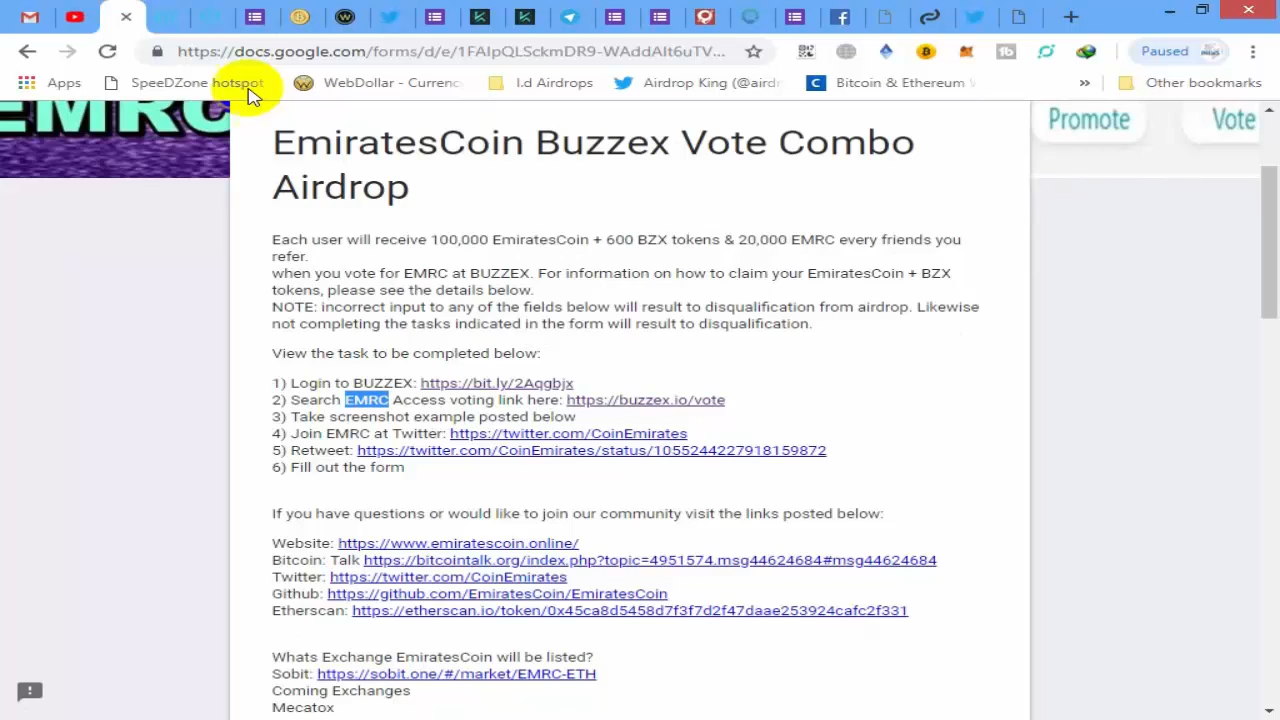 https://docs.google.com/forms/d/e/1FAIpQLSckmDR9-WAddAIt6uTV...
Paused
Apps
SpeeDZone hotspot
WebDollar - Currenc
I.d Airdrops
Airdrop King (@airdr
Bitcoin & Ethereum
»
Other bookmarks
EMRC
Promote
Vote
EmiratesCoin Buzzex Vote Combo
Airdrop
Each user will receive 100,000 EmiratesCoin + 600 BZX tokens & 20,000 EMRC every friends you
refer.
when you vote for EMRC at BUZZEX. For information on how to claim your EmiratesCoin + BZX
tokens, please see the details below.
NOTE: incorrect input to any of the fields below will result to disqualification from airdrop. Likewise
not completing the tasks indicated in the form will result to disqualification.
View the task to be completed below:
1) Login to BUZZEX: https://bit.ly/2Aqgbjx
2) Search EMRC Access voting link here: https://buzzex.io/vote
3) Take screenshot example posted below
4) Join EMRC at Twitter: https://twitter.com/CoinEmirates
5) Retweet: https://twitter.com/CoinEmirates/status/1055244227918159872
6) Fill out the form
If you have questions or would like to join our community visit the links posted below:
Website: https://www.emiratescoin.online/
Bitcoin: Talk https://bitcointalk.org/index.php?topic=4951574.msg44624684#msg44624684
Twitter: https://twitter.com/CoinEmirates
Github: https://github.com/EmiratesCoin/EmiratesCoin
Etherscan: https://etherscan.io/token/0x45ca8d5458d7f3f7d2f47daae253924cafc2f331
Whats Exchange EmiratesCoin will be listed?
Sobit: https://sobit.one/#/market/EMRC-ETH
Coming Exchanges
Mecatox